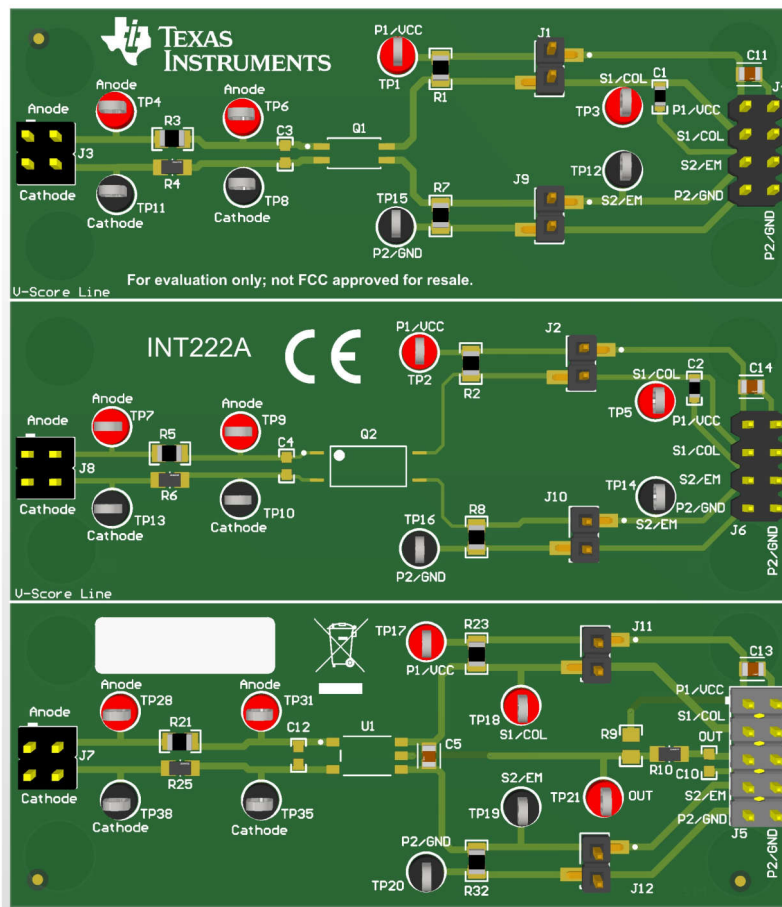 TEXAS
INSTRUMENTS
P1/VCC
TP1
R1
J1
S1/COL
TP3
C1
C11
J4
P1/VCC
S1/COL
S2/EM
P2/GND
P2/GND
Anode
J3
Cathode
Anode
TP4
R3
R4
TP11
Cathode
Anode
TP6
C3
TP8
Cathode
Q1
TP12
S2/EM
TP15
P2/GND
R7
J9
For evaluation only; not FCC approved for resale.
V-Score Line
INT222A
CE
P1/VCC
TP2
R2
J2
S1/COL
TP5
C2
C14
P1/VCC
S1/COL
S2/EM
P2/GND
J6
P2/GND
Anode
J8
Cathode
Anode
TP7
R5
R6
TP13
Cathode
Anode
TP9
C4
TP10
Cathode
Q2
TP14
S2/EM
TP16
P2/GND
R8
J10
V-Score Line
TP17
P1/VCC
R23
J11
TP18
S1/COL
C13
P1/VCC
S1/COL
OUT
S2/EM
P2/GND
J5
P2/GND
Anode
J7
Cathode
Anode
TP28
R21
R25
TP38
Cathode
Anode
TP31
C12
TP35
Cathode
U1
C5
R9
R10
C10
S2/EM
TP19
TP21
OUT
P2/GND
TP20
R32
J12